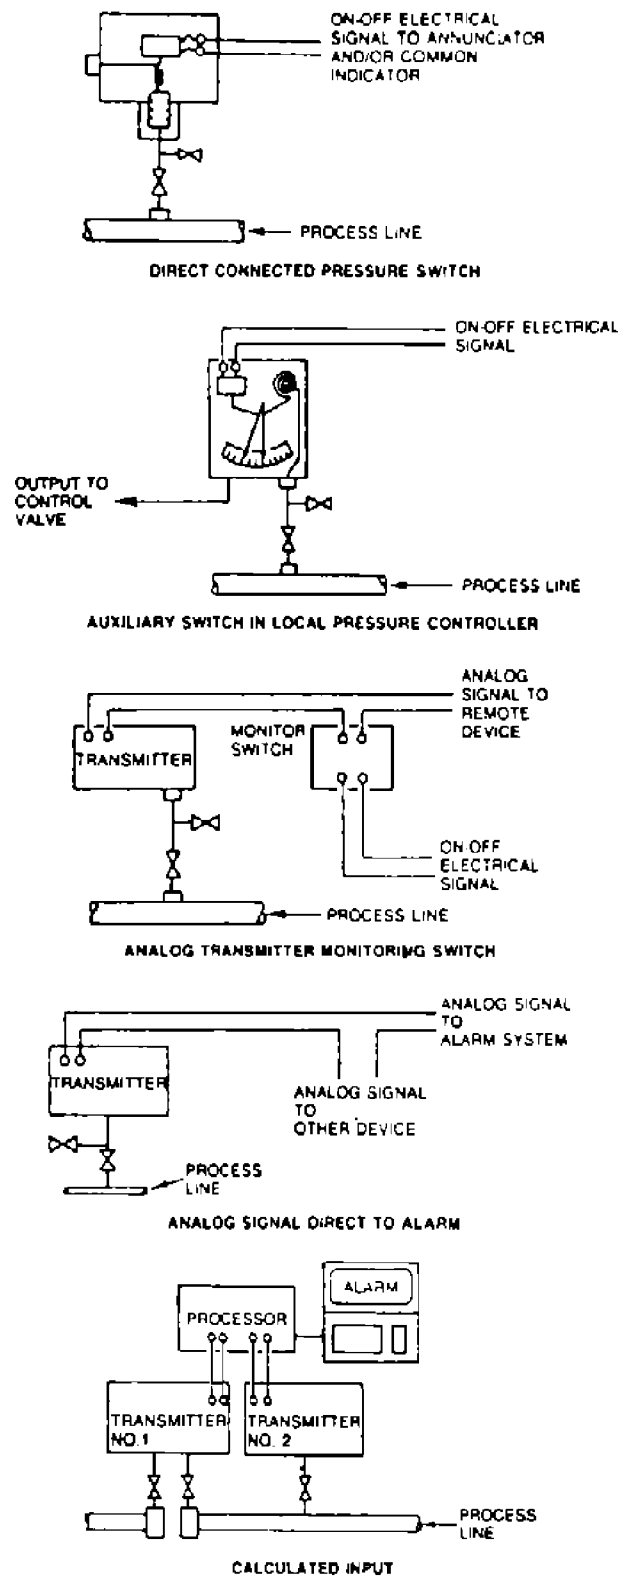 ON-OFF ELECTRICAL
SIGNAL TO ANNUNCIATOR
AND/OR COMMON
INDICATOR
PROCESS LINE
DIRECT CONNECTED PRESSURE SWITCH
ON-OFF ELECTRICAL
SIGNAL
OUTPUT TO
CONTROL
VALVE
PROCESS LINE
AUXILIARY SWITCH IN LOCAL PRESSURE CONTROLLER
ANALOG
SIGNAL TO
REMOTE
DEVICE
MONITOR
SWITCH
TRANSMITTER
ON-OFF
ELECTRICAL
SIGNAL
PROCESS LINE
ANALOG TRANSMITTER MONITORING SWITCH
ANALOG SIGNAL
TO
ALARM SYSTEM
TRANSMITTER
ANALOG SIGNAL
TO
OTHER DEVICE
PROCESS
LINE
ANALOG SIGNAL DIRECT TO ALARM
ALARM
PROCESSOR
TRANSMITTER
NO. 1
TRANSMITTER
NO. 2
PROCESS
LINE
CALCULATED INPUT